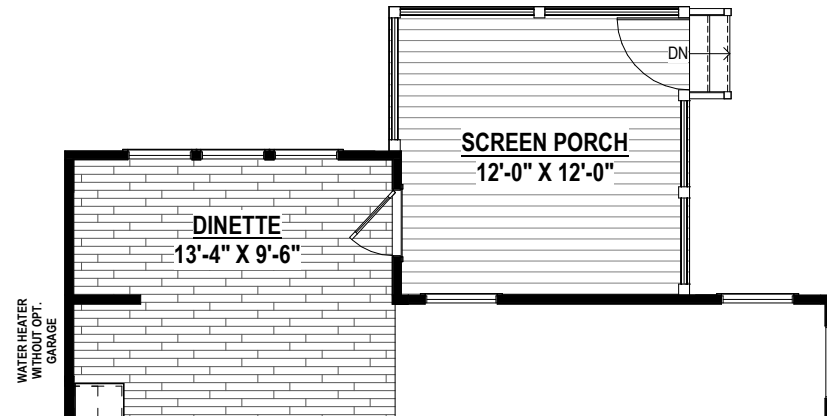 DN
SCREEN PORCH
12'-0" X 12'-0"
DINETTE
13'-4" X 9'-6"
WATER HEATER
WITHOUT OPT.
GARAGE